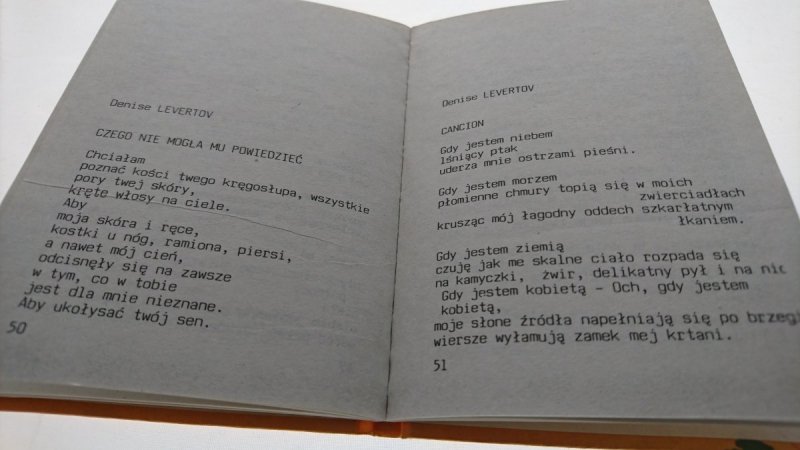 Denise LEVERTOV
CZEGO NIE MOGŁA MU POWIEDZIEĆ
Chciałam
poznać kości twego kręgosłupa, wszystkie
pory twej skóry,
kręte włosy na ciele.
Aby
moja skóra i ręce,
kostki u nóg, ramiona, piersi,
a nawet mój cień,
odcisnęły się na zawsze
w tym, co w tobie
jest dla mnie nieznane.
Aby ukołysać twój sen.
50
Denise LEVERTOV
CANCION
Gdy jestem niebem
lśniący ptak
uderza mnie ostrzami pieśni.
Gdy jestem morzem
płomienne chmury topią się w moich
zwierciadłach
krusząc mój łagodny oddech szkarłatnym
łkaniem.
Gdy jestem ziemią
czuję jak me skalne ciało rozpada się
na kamyczki, żwir, delikatny pył i na nic
Gdy jestem kobietą - Och, gdy jestem
kobietą,
moje słone źródła napełniają się po brzegi
wiersze wyłamują zamek mej krtani.
51